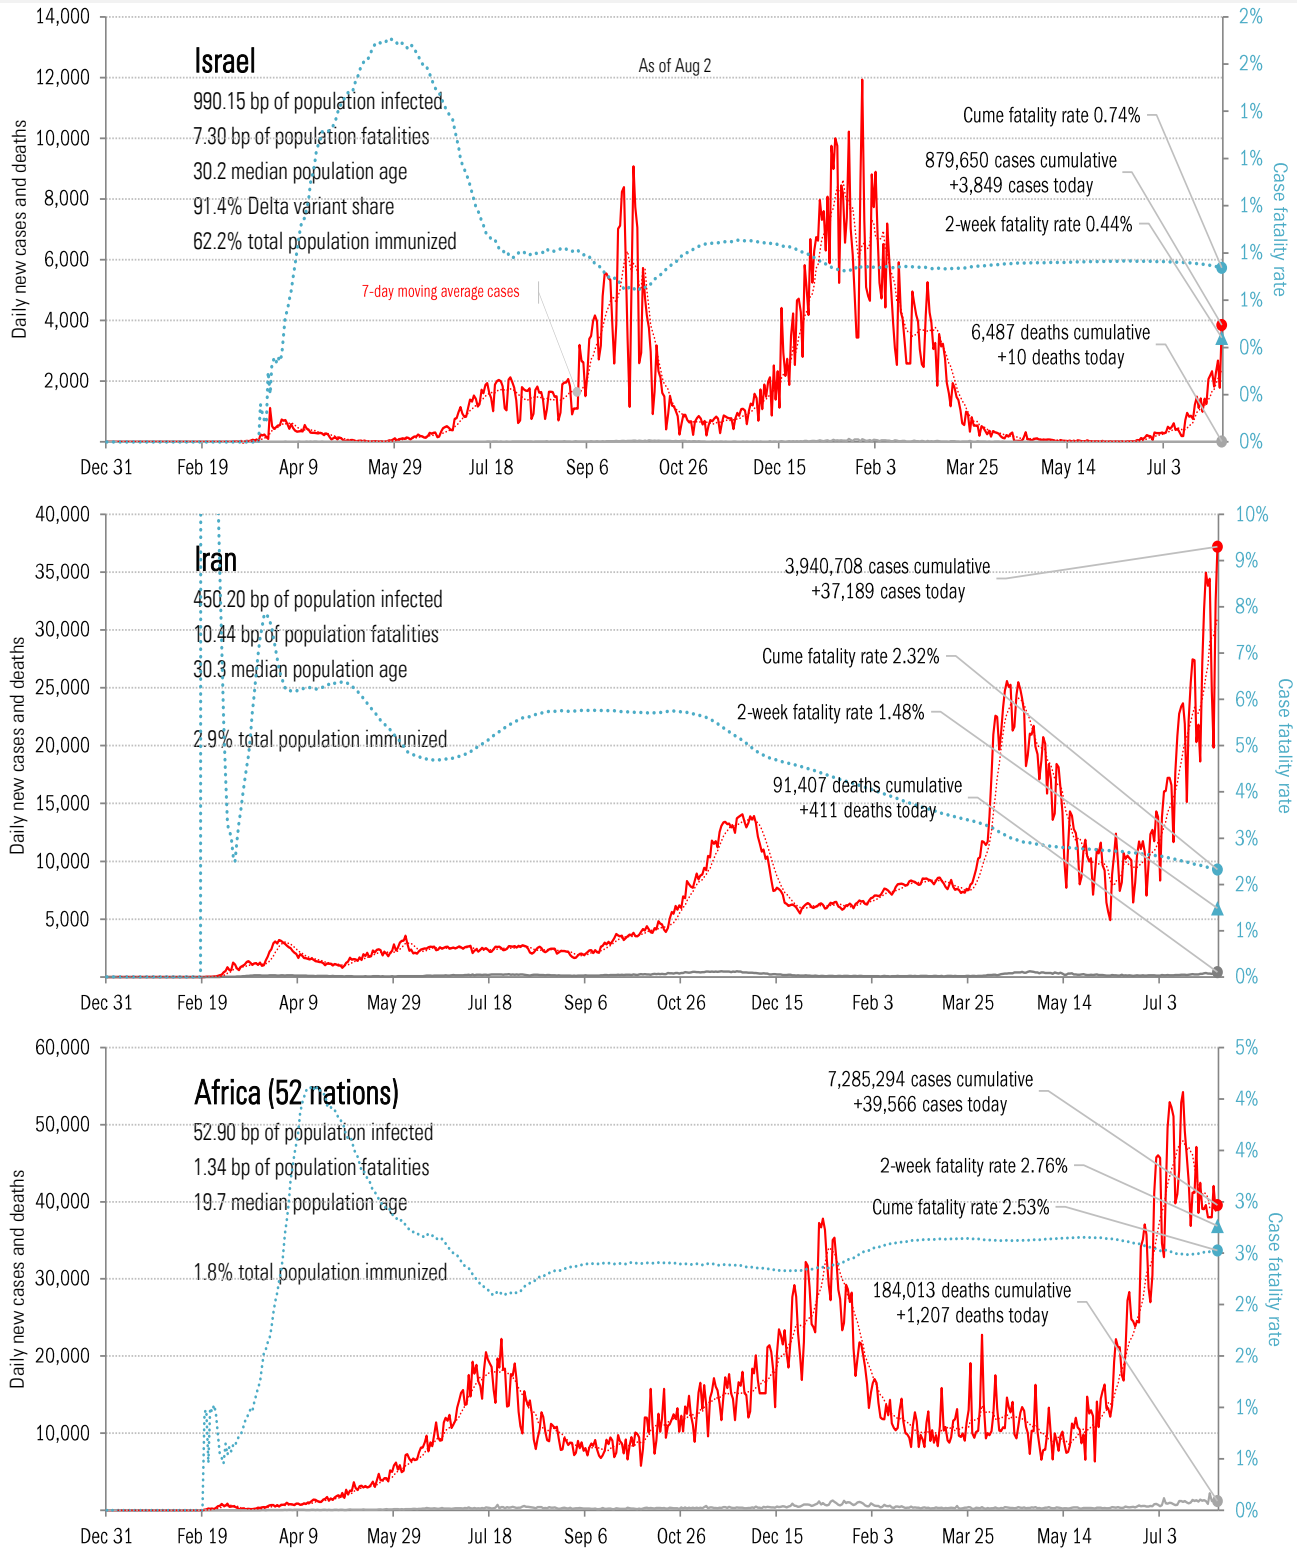 14,000
12,000
10,000
8,000
6,000
4,000
2,000
Daily new cases and deaths
Israel
990.15 bp of population infected
7.30 bp of population fatalities
30.2 median population age
91.4% Delta variant share
62.2% total population immunized
7-day moving average cases
As of Aug 2
Cume fatality rate 0.74%
879,650 cases cumulative
+3,849 cases today
2-week fatality rate 0.44%
6,487 deaths cumulative
+10 deaths today
2%
2%
1%
1%
1%
1%
1%
0%
0%
0%
Case fatality rate
Dec 31 Feb 19 Apr 9 May 29 Jul 18 Sep 6 Oct 26 Dec 15 Feb 3 Mar 25 May 14 Jul 3
40,000
35,000
30,000
25,000
20,000
15,000
10,000
5,000
Daily new cases and deaths
Iran
450.20 bp of population infected
10.44 bp of population fatalities
30.3 median population age
2.9% total population immunized
3,940,708 cases cumulative
+37,189 cases today
Cume fatality rate 2.32%
2-week fatality rate 1.48%
91,407 deaths cumulative
+411 deaths today
10%
9%
8%
7%
6%
5%
4%
3%
2%
1%
0%
Case fatality rate
Dec 31 Feb 19 Apr 9 May 29 Jul 18 Sep 6 Oct 26 Dec 15 Feb 3 Mar 25 May 14 Jul 3
60,000
50,000
40,000
30,000
20,000
10,000
Daily new cases and deaths
Africa (52 nations)
52.90 bp of population infected
1.34 bp of population fatalities
19.7 median population age
1.8% total population immunized
7,285,294 cases cumulative
+39,566 cases today
2-week fatality rate 2.76%
Cume fatality rate 2.53%
184,013 deaths cumulative
+1,207 deaths today
5%
4%
4%
3%
3%
2%
2%
1%
1%
0%
Case fatality rate
Dec 31 Feb 19 Apr 9 May 29 Jul 18 Sep 6 Oct 26 Dec 15 Feb 3 Mar 25 May 14 Jul 3